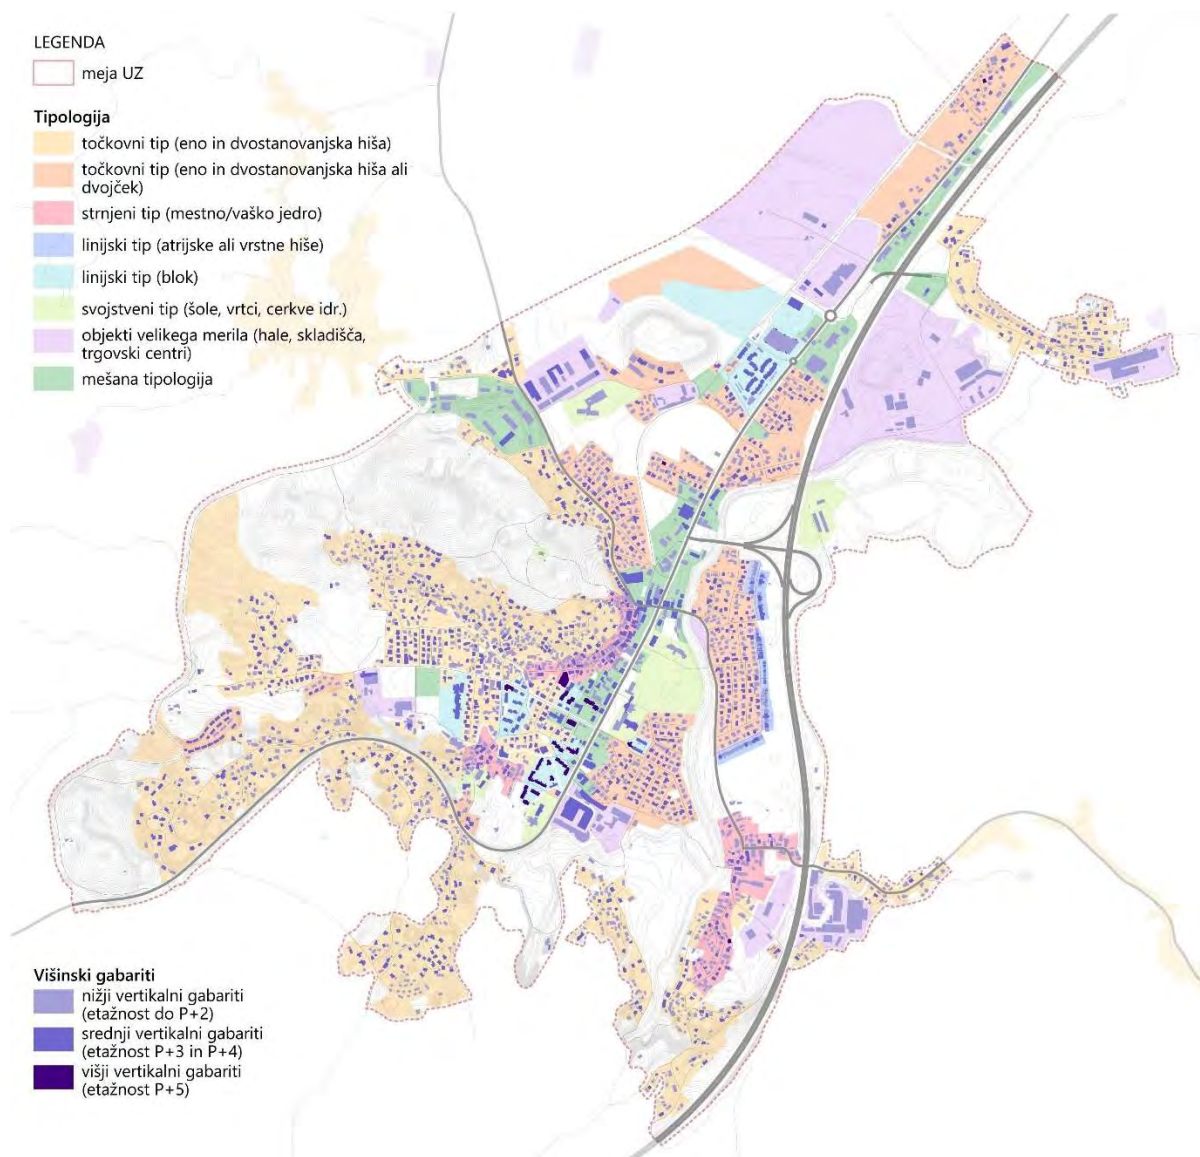 LEGENDA
meja UZ
Tipologija
točkovni tip (eno in dvostanovanjska hiša)
točkovni tip (eno in dvostanovanjska hiša ali
dvojček)
strnjeni tip (mestno/vaško jedro)
linijski tip (atrijske ali vrstne hiše)
linijski tip (blok)
svojstveni tip (šole, vrtci, cerkve idr.)
objekti velikega merila (hale, skladišča,
trgovski centri)
mešana tipologija
Višinski gabariti
nižji vertikalni gabariti
(etažnost do P+2)
srednji vertikalni gabariti
(etažnost P+3 in P+4)
višji vertikalni gabariti
(etažnost P+5)